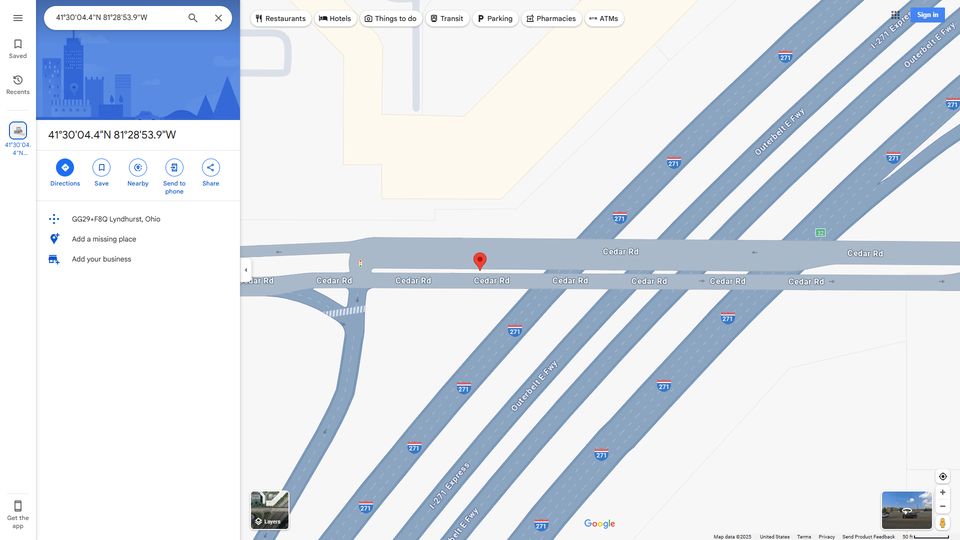 41°30'04.4"N 81°28'53.9"W
Restaurants
Hotels
Things to do
Transit
Parking
Pharmacies
ATMs
Sign in
Saved
Recents
41°30'04.
4"N...
Get the
app
41°30'04.4"N 81°28'53.9"W
Directions
Save
Nearby
Send to
phone
Share
GG29+F8Q Lyndhurst, Ohio
Add a missing place
Add your business
I-271 Express
Outerbelt E Fwy
Outerbelt E Fwy
271
271
271
271
271
32
Cedar Rd
Cedar Rd
Cedar Rd
Cedar Rd
Cedar Rd
Cedar Rd
Cedar Rd
Cedar Rd
Cedar Rd
Cedar Rd
271
271
271
271
271
271
271
271
Outerbelt E Fwy
I-271 Express
E Fwy
Layers
Google
Map data ©2025
United States
Terms
Privacy
Send Product Feedback
50 ft